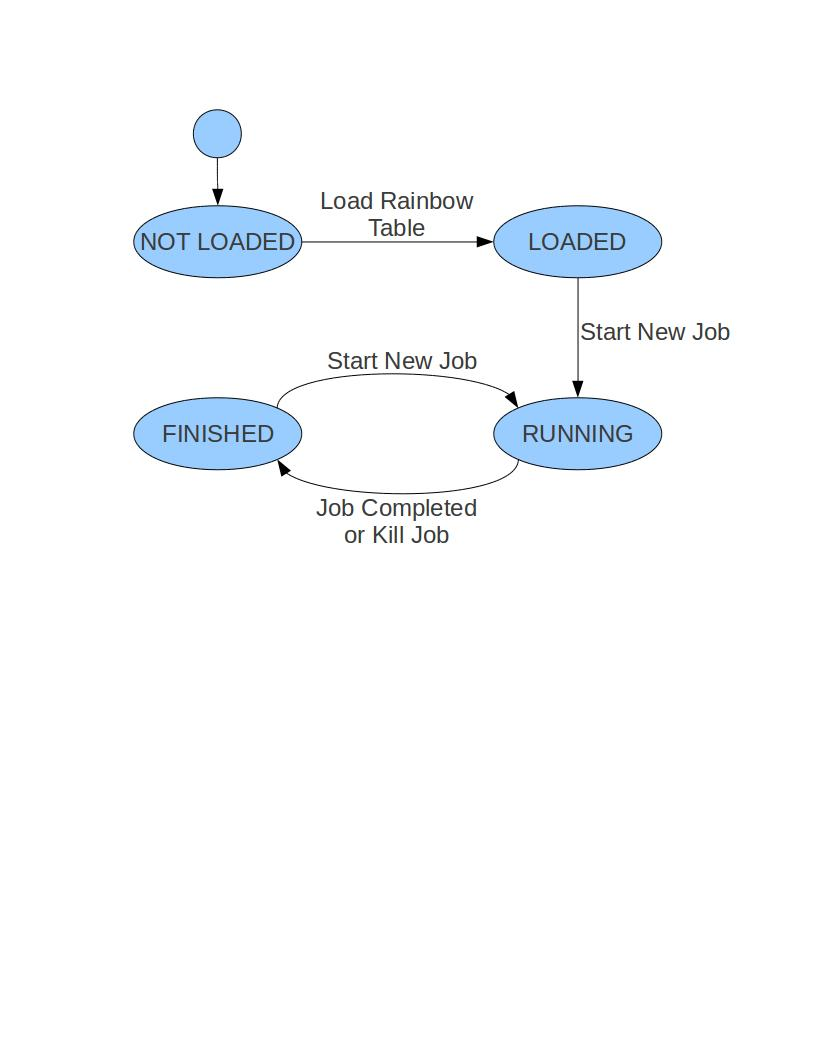 Load Rainbow
Table
NOT LOADED
LOADED
Start New Job
Start New Job
FINISHED
RUNNING
Job Completed
or Kill Job